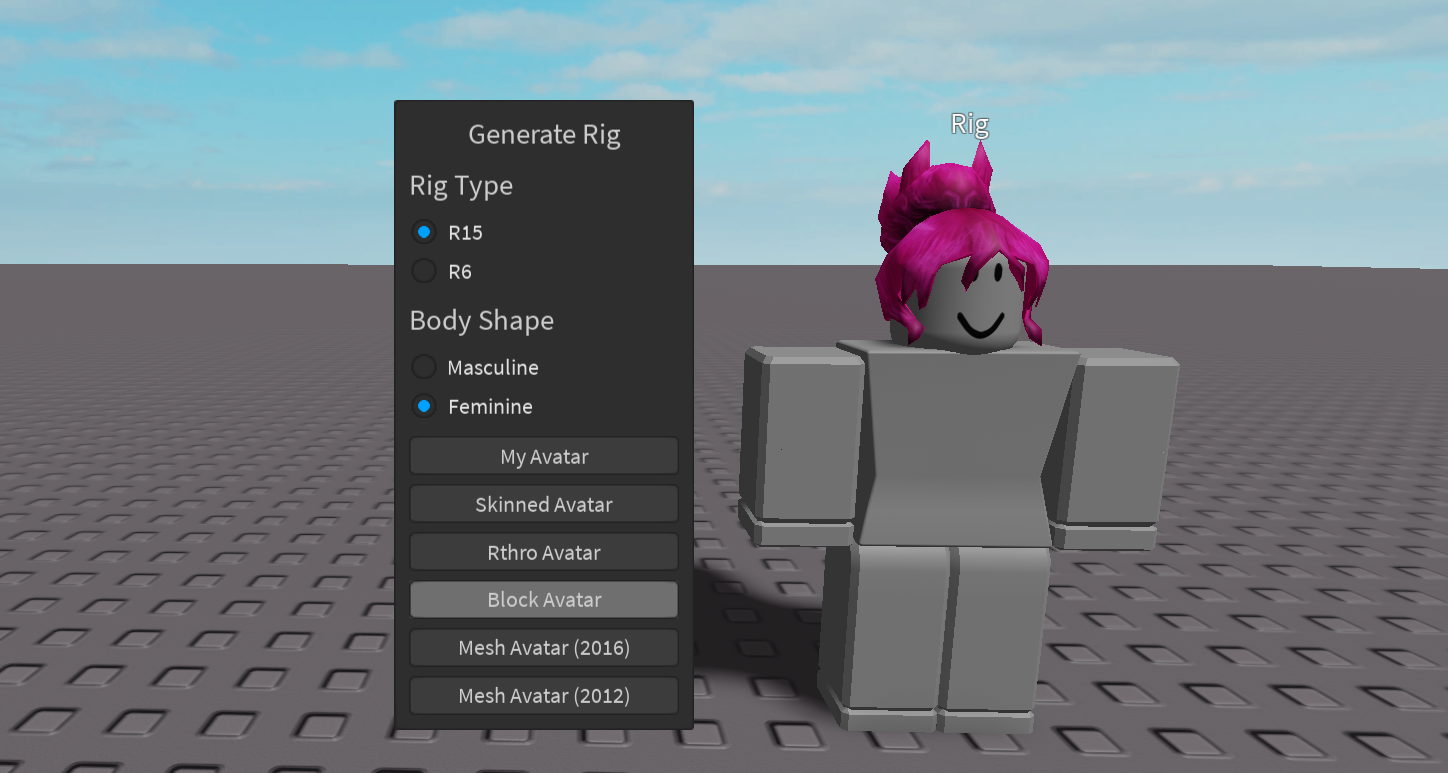 Generate Rig
Rig Type
R15
R6
Body Shape
Masculine
Feminine
My Avatar
Skinned Avatar
Rthro Avatar
Block Avatar
Mesh Avatar (2016)
Mesh Avatar (2012)
Rig